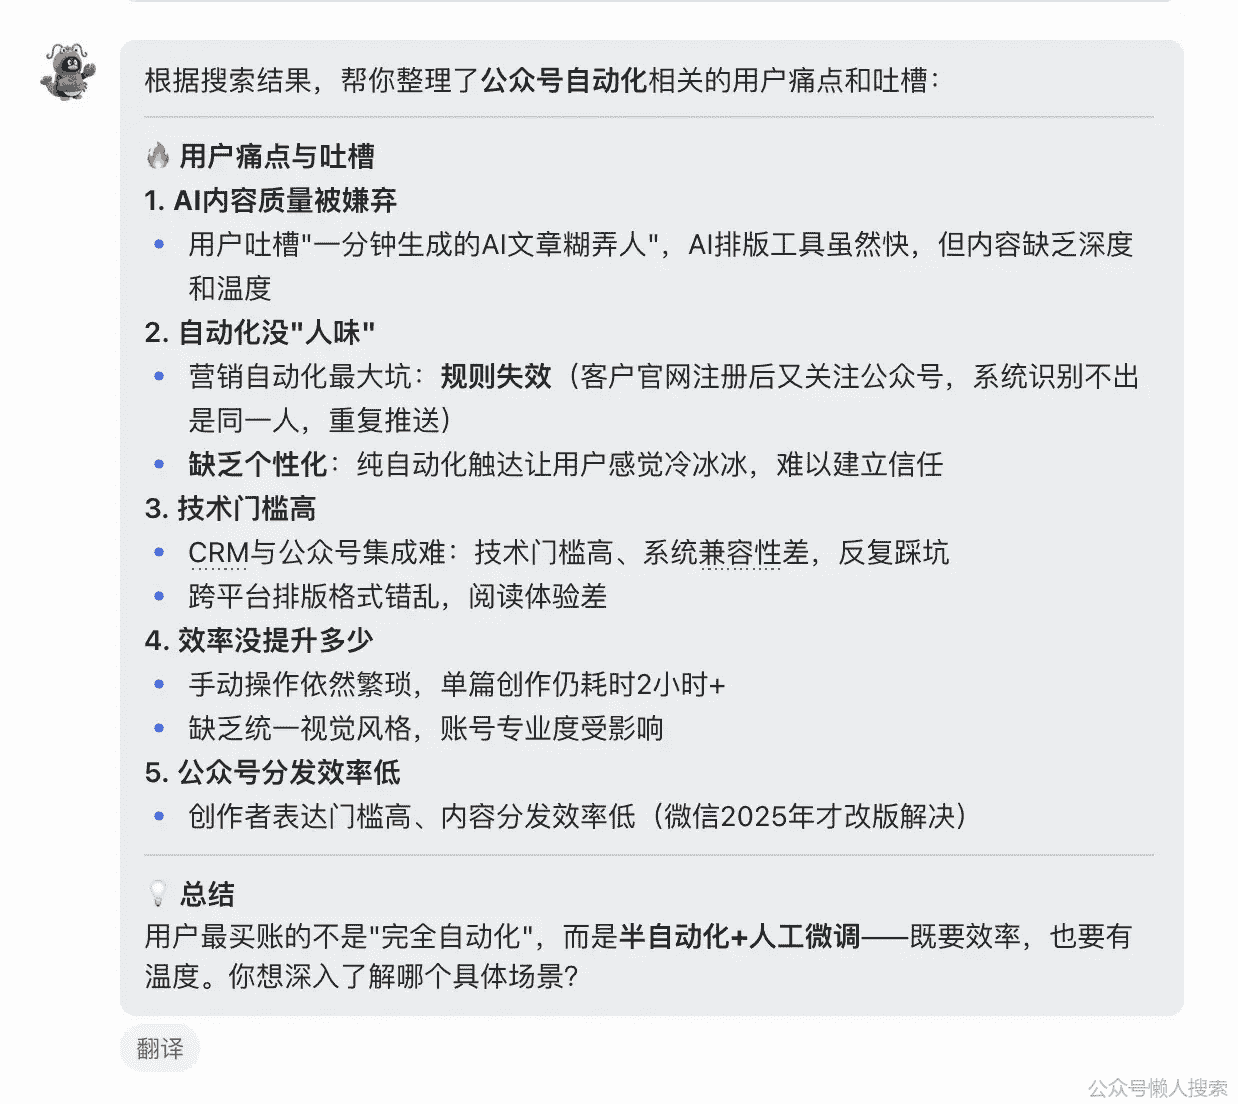 根据搜索结果，帮你整理了公众号自动化相关的用户痛点和吐槽：
🔥 用户痛点与吐槽
1. AI内容质量被嫌弃
• 用户吐槽"一分钟生成的AI文章糊弄人"，AI排版工具虽然快，但内容缺乏深度
和温度
2. 自动化没"人味"
• 营销自动化最大坑：规则失效（客户官网注册后又关注公众号，系统识别不出
是同一人，重复推送）
• 缺乏个性化：纯自动化触达让用户感觉冷冰冰，难以建立信任
3. 技术门槛高
• CRM与公众号集成难：技术门槛高、系统兼容性差，反复踩坑
• 跨平台排版格式错乱，阅读体验差
4. 效率没提升多少
• 手动操作依然繁琐，单篇创作仍耗时2小时+
• 缺乏统一视觉风格，账号专业度受影响
5. 公众号分发效率低
• 创作者表达门槛高、内容分发效率低（微信2025年才改版解决）
💡 总结
用户最买账的不是"完全自动化"，而是半自动化+人工微调——既要效率，也要有
温度。你想深入了解哪个具体场景？
翻译
公众号懒人搜索